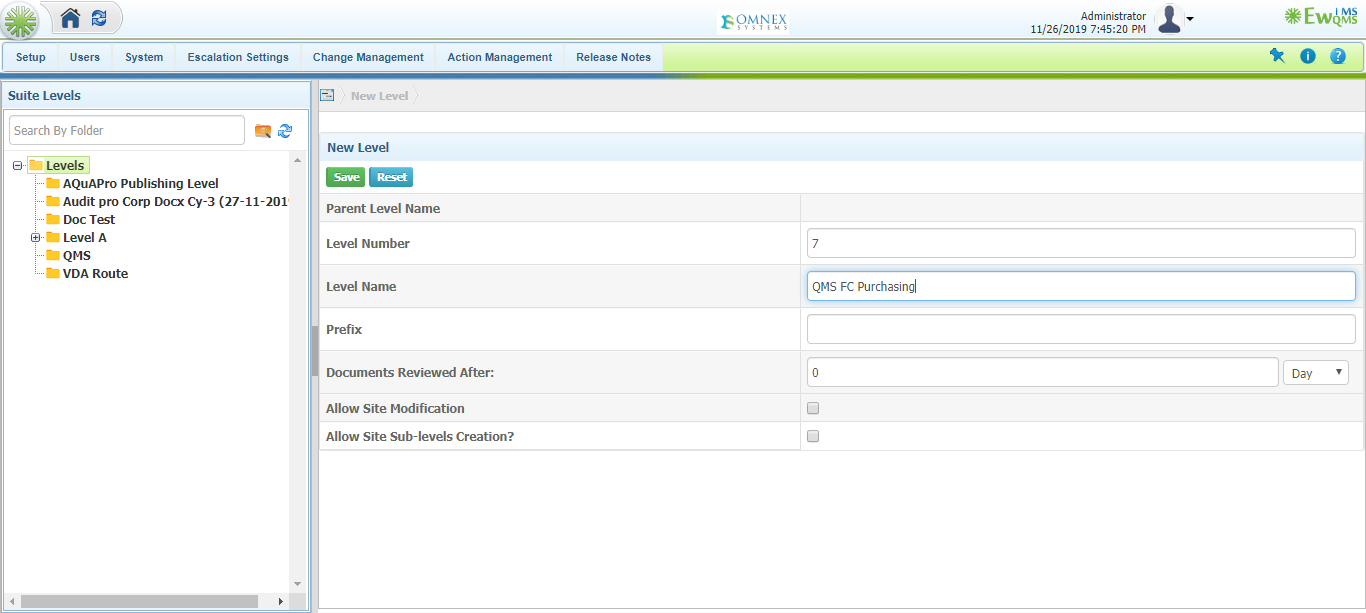 OMNEX
SYSTEMS
Administrator
11/26/2019 7:45:20 PM
EwIMS
QMS
Setup Users System Escalation Settings Change Management Action Management Release Notes
Suite Levels
Search By Folder
Levels
AQuAPro Publishing Level
Audit pro Corp Docx Cy-3 (27-11-2019
Doc Test
Level A
QMS
VDA Route
New Level
New Level
Save Reset
Parent Level Name
Level Number 7
Level Name QMS FC Purchasing
Prefix
Documents Reviewed After: 0 Day
Allow Site Modification
Allow Site Sub-levels Creation?